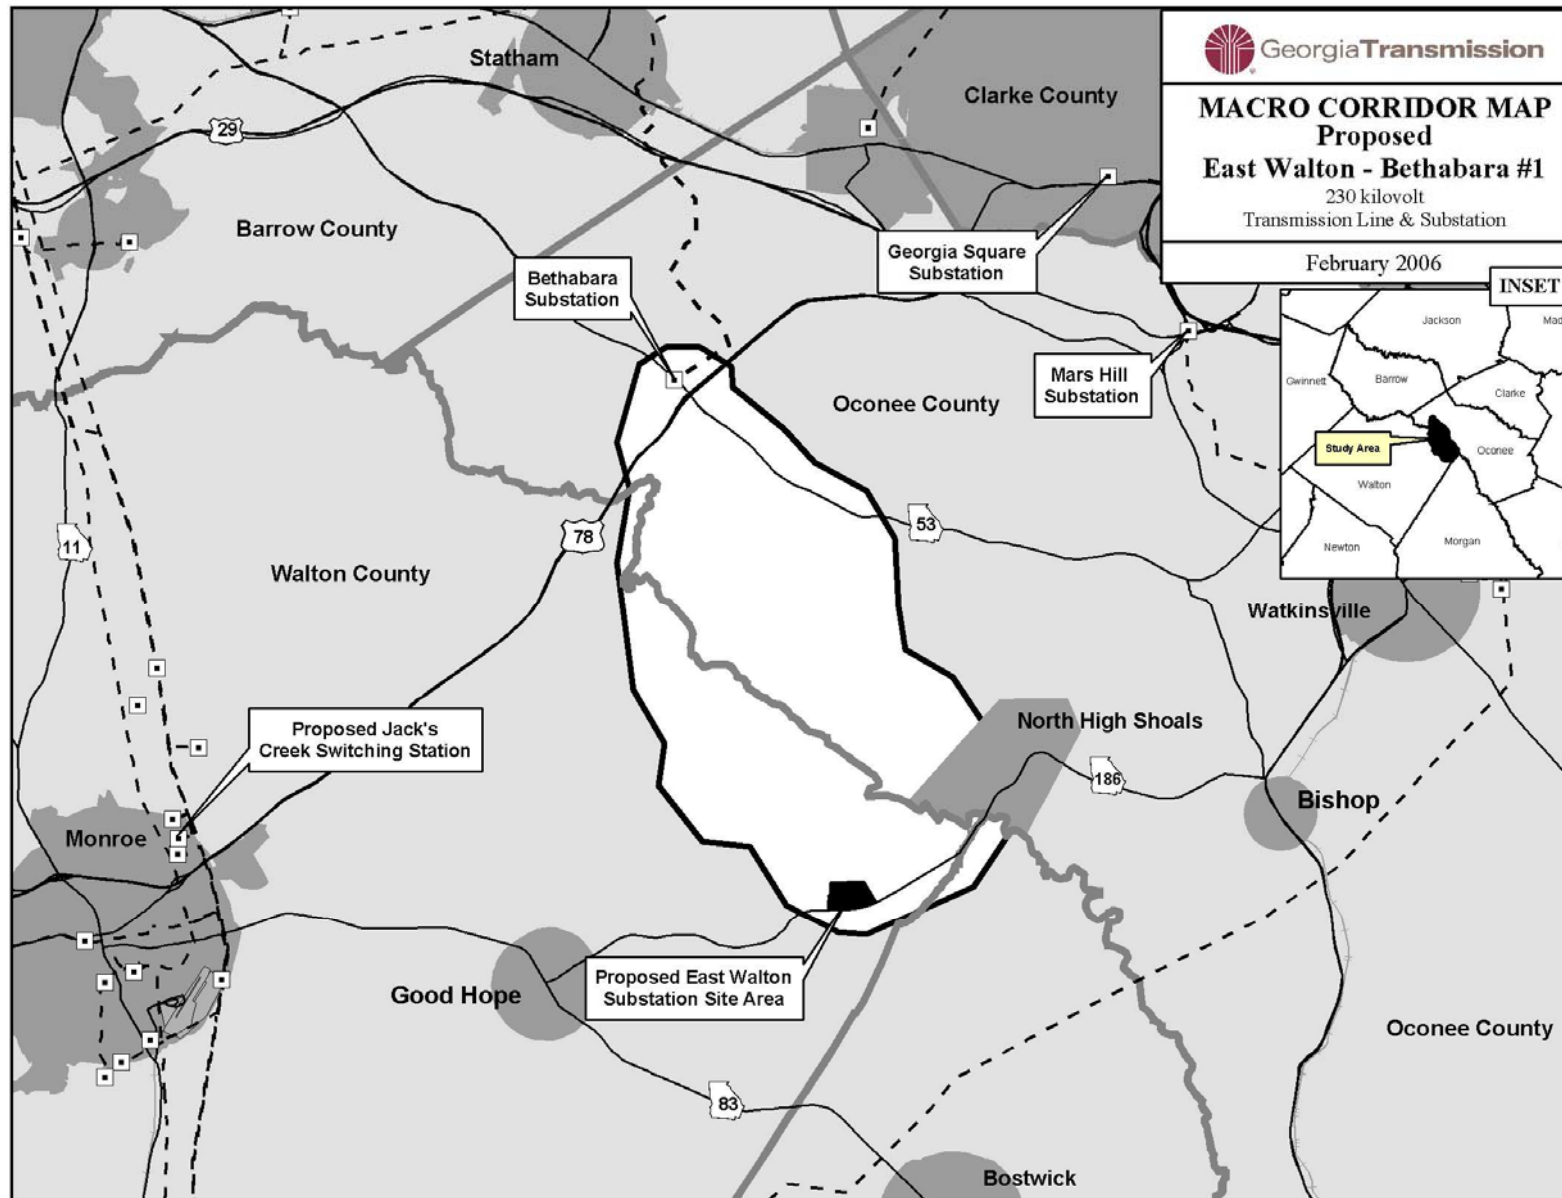 GeorgiaTransmission
MACRO CORRIDOR MAP
Proposed
East Walton - Bethabara #1
230 kilovolt
Transmission Line & Substation
February 2006
INSET
Jackson
Mad
Gwinnett
Barrow
Clarke
Study Area
Oconee
Walton
Newton
Morgan
Statham
Clarke County
29
Barrow County
Georgia Square
Substation
Bethabara
Substation
Mars Hill
Substation
Oconee County
53
78
11
Walton County
Watkinsville
Proposed Jack's
Creek Switching Station
North High Shoals
186
Bishop
Monroe
Proposed East Walton
Substation Site Area
Good Hope
Oconee County
83
Bostwick